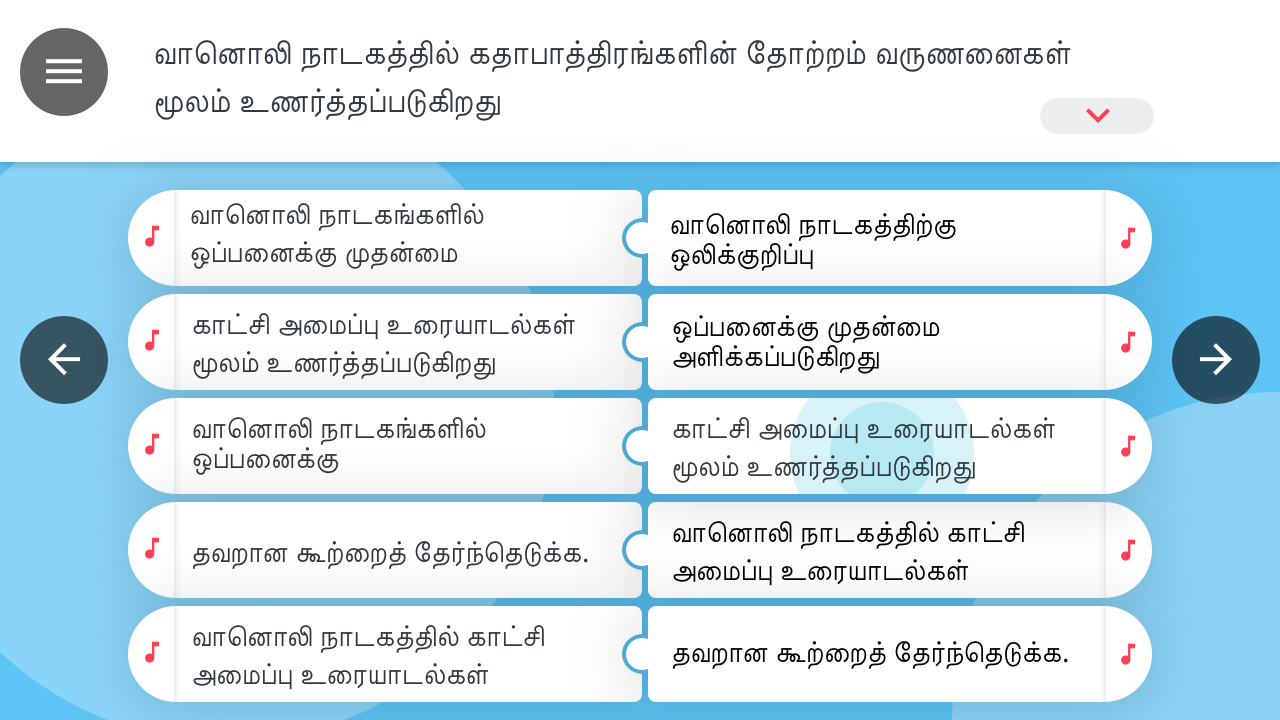 வானொலி நாடகத்தில் கதாபாத்திரங்களின் தோற்றம் வருணனைகள்
மூலம் உணர்த்தப்படுகிறது
வானொலி நாடகங்களில்
ஒப்பனைக்கு முதன்மை
வானொலி நாடகத்திற்கு
ஒலிக்குறிப்பு
காட்சி அமைப்பு உரையாடல்கள்
மூலம் உணர்த்தப்படுகிறது
ஒப்பனைக்கு முதன்மை
அளிக்கப்படுகிறது
வானொலி நாடகங்களில்
ஒப்பனைக்கு
காட்சி அமைப்பு உரையாடல்கள்
மூலம் உணர்த்தப்படுகிறது
தவறான கூற்றைத் தேர்ந்தெடுக்க.
வானொலி நாடகத்தில் காட்சி
அமைப்பு உரையாடல்கள்
வானொலி நாடகத்தில் காட்சி
அமைப்பு உரையாடல்கள்
தவறான கூற்றைத் தேர்ந்தெடுக்க.